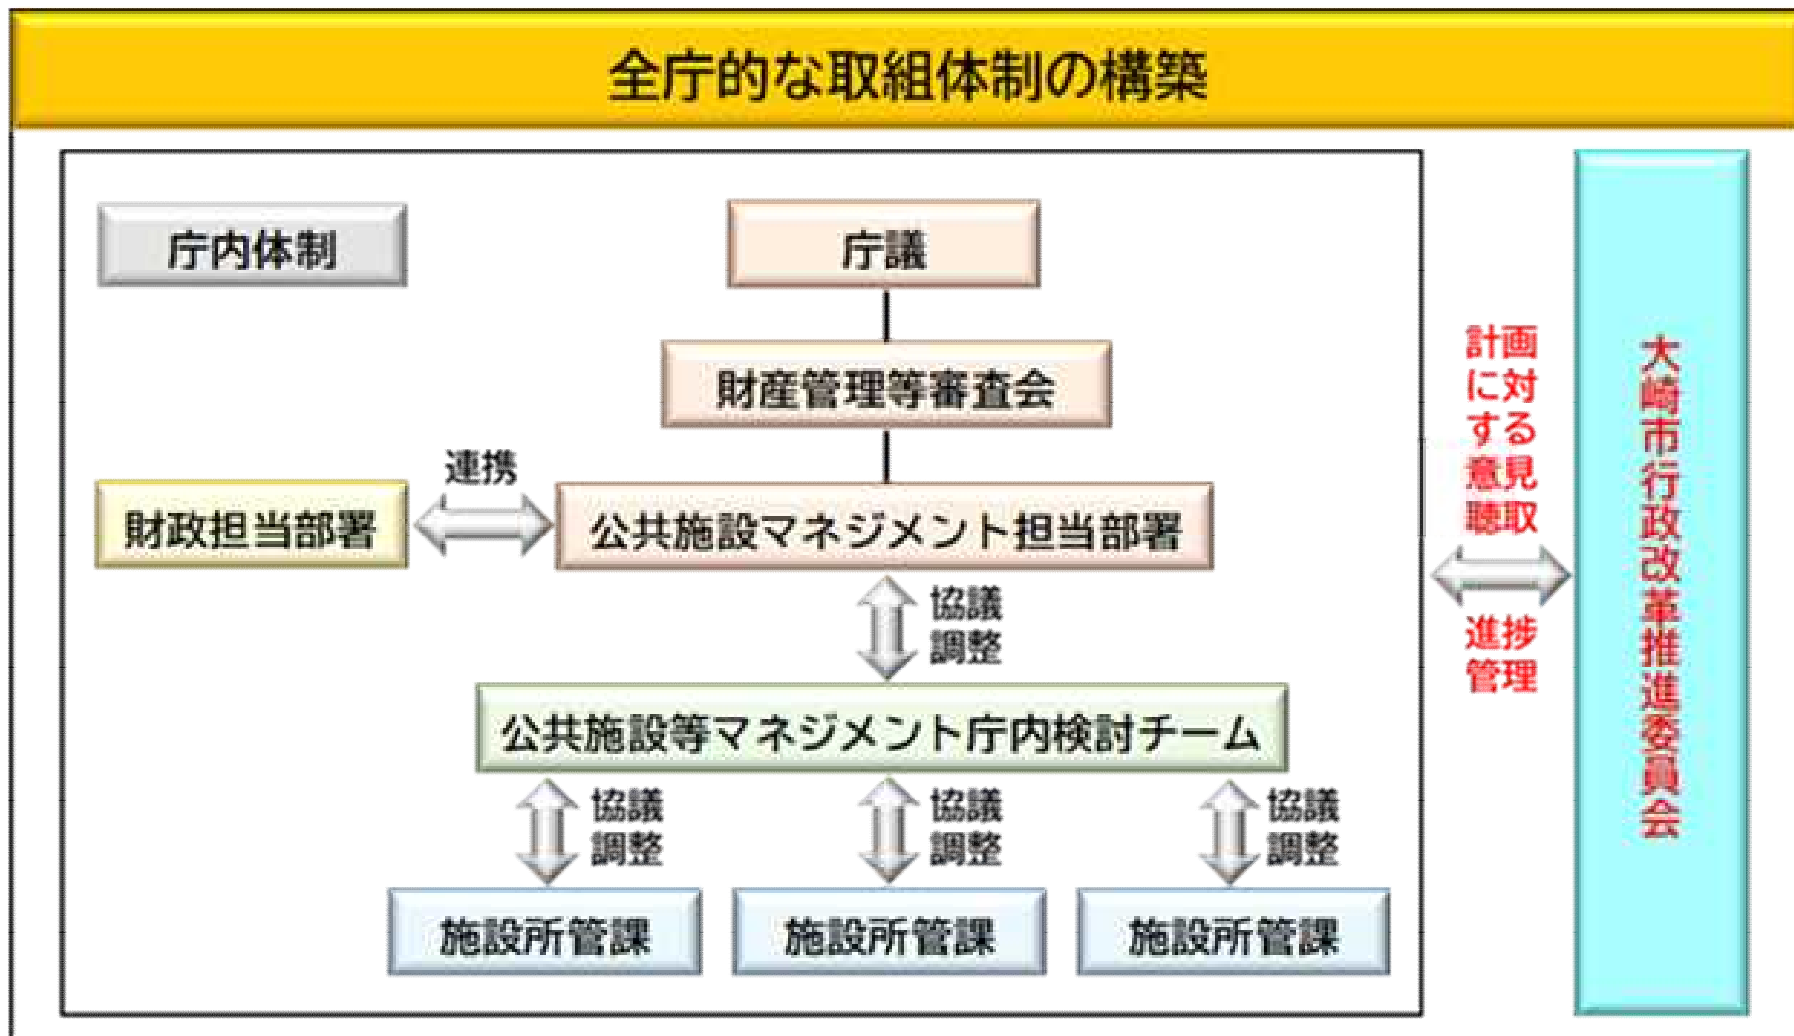 全庁的な取組体制の構築
庁内体制
庁議
財産管理等審査会
連携
財政担当部署
公共施設マネジメント担当部署
協議
調整
公共施設等マネジメント庁内検討チーム
協議
調整
協議
調整
協議
調整
施設所管課
施設所管課
施設所管課
計画
に対
する
意見
聴取
進捗
管理
大崎市行政改革推進委員会